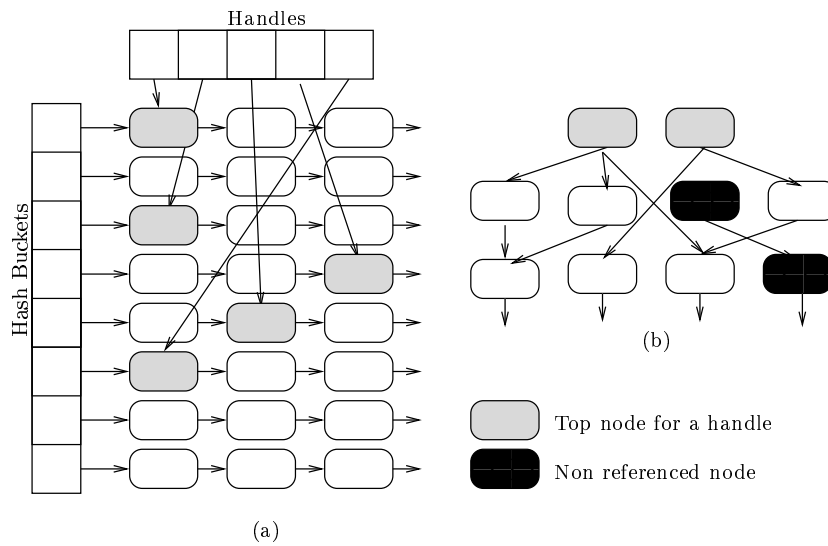 Handles
Hash Buckets
(a)
(b)
Top node for a handle
Non referenced node